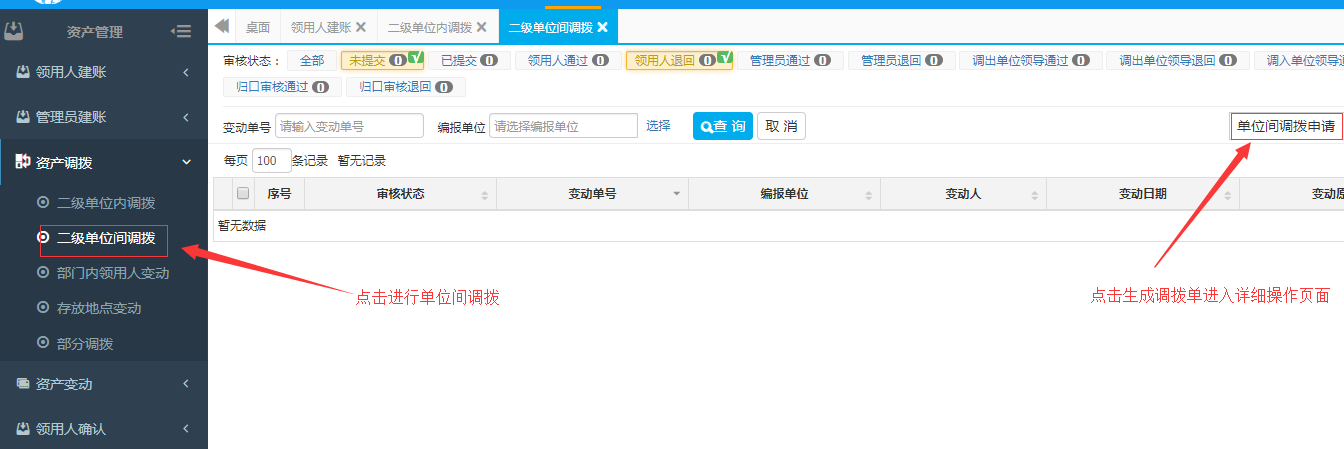 资产管理
领用人建账
管理员建账
资产调拨
二级单位内调拨
二级单位间调拨
部门内领用人变动
存放地点变动
部分调拨
资产变动
领用人确认
桌面 领用人建账 二级单位内调拨 二级单位间调拨
审核状态： 全部 未提交 0 已提交 0 领用人通过 0 领用人退回 0 管理员通过 0 管理员退回 0 调出单位领导通过 0 调出单位领导退回 0 调入单位领导
归口审核通过 0 归口审核退回 0
变动单号 请输入变动单号 编报单位 请选择编报单位 选择 查 询 取 消 单位间调拨申请
每页 100 条记录 暂无记录
序号 审核状态 变动单号 编报单位 变动人 变动日期 变动
暂无数据
点击进行单位间调拨
点击生成调拨单进入详细操作页面